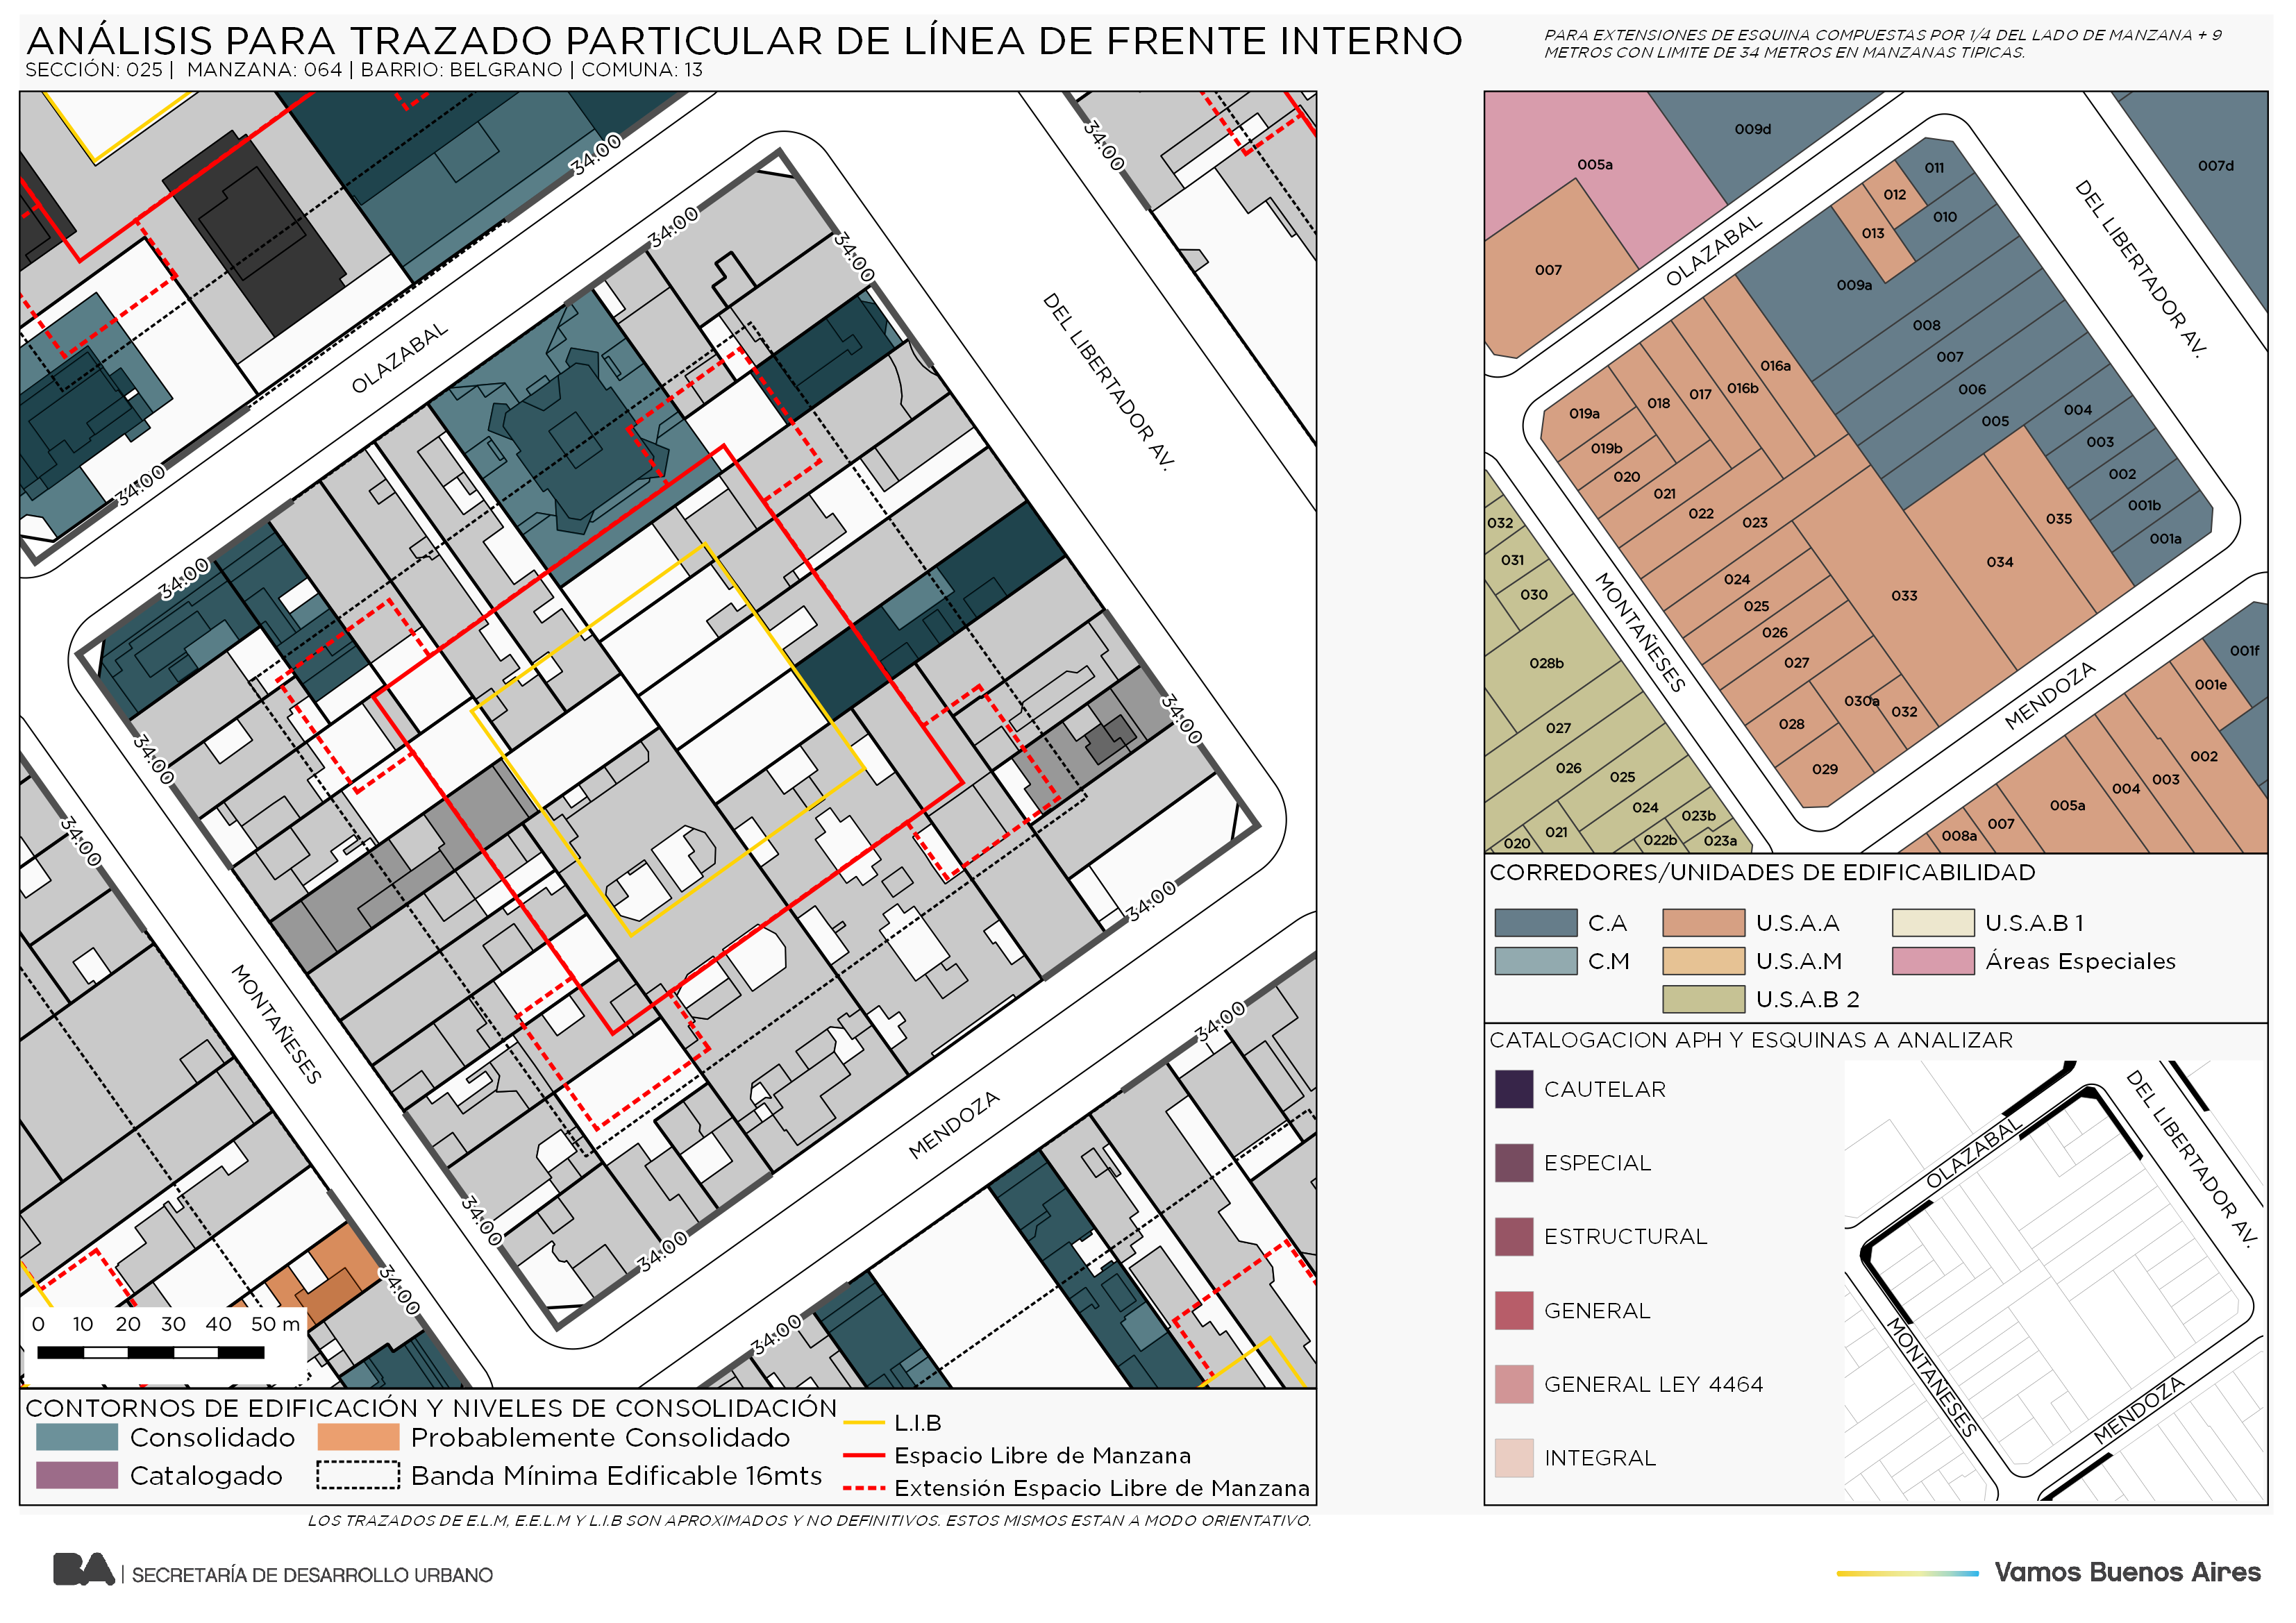 ANÁLISIS PARA TRAZADO PARTICULAR DE LÍNEA DE FRENTE INTERNO
SECCIÓN: 025 | MANZANA: 064 | BARRIO: BELGRANO | COMUNA: 13
PARA EXTENSIONES DE ESQUINA COMPUESTAS POR 1/4 DEL LADO DE MANZANA + 9
METROS CON LIMITE DE 34 METROS EN MANZANAS TIPICAS.
34:00
34:00
34:00
34:00
OLAZABAL
DEL LIBERTADOR AV.
34:00
34:00
34:00
34:00
34:00
34:00
MONTAÑESES
MENDOZA
34:00
34:00
34:00
34:00
34:00
0 10 20 30 40 50 m
CONTORNOS DE EDIFICACIÓN Y NIVELES DE CONSOLIDACIÓN
Consolidado
Catalogado
Probablemente Consolidado
Banda Mínima Edificable 16mts
L.I.B
Espacio Libre de Manzana
Extensión Espacio Libre de Manzana
LOS TRAZADOS DE E.L.M, E.E.L.M Y L.I.B SON APROXIMADOS Y NO DEFINITIVOS. ESTOS MISMOS ESTAN A MODO ORIENTATIVO.
009d
005a
007
007d
OLAZABAL
DEL LIBERTADOR AV.
011
012
010
013
009a
008
007
006
005
004
003
002
001b
001a
016a
016b
017
018
019a
019b
020
021
022
023
024
025
026
027
028
029
030a
032
033
034
035
MONTAÑESES
MENDOZA
032
031
030
028b
027
026
025
024
023b
023a
022b
021
020
001f
001e
002
003
004
005a
007
008a
CORREDORES/UNIDADES DE EDIFICABILIDAD
C.A
C.M
U.S.A.A
U.S.A.M
U.S.A.B 2
U.S.A.B 1
Áreas Especiales
CATALOGACION APH Y ESQUINAS A ANALIZAR
CAUTELAR
ESPECIAL
ESTRUCTURAL
GENERAL
GENERAL LEY 4464
INTEGRAL
OLAZABAL
DEL LIBERTADOR AV.
MONTAÑESES
MENDOZA
BA | SECRETARÍA DE DESARROLLO URBANO
Vamos Buenos Aires